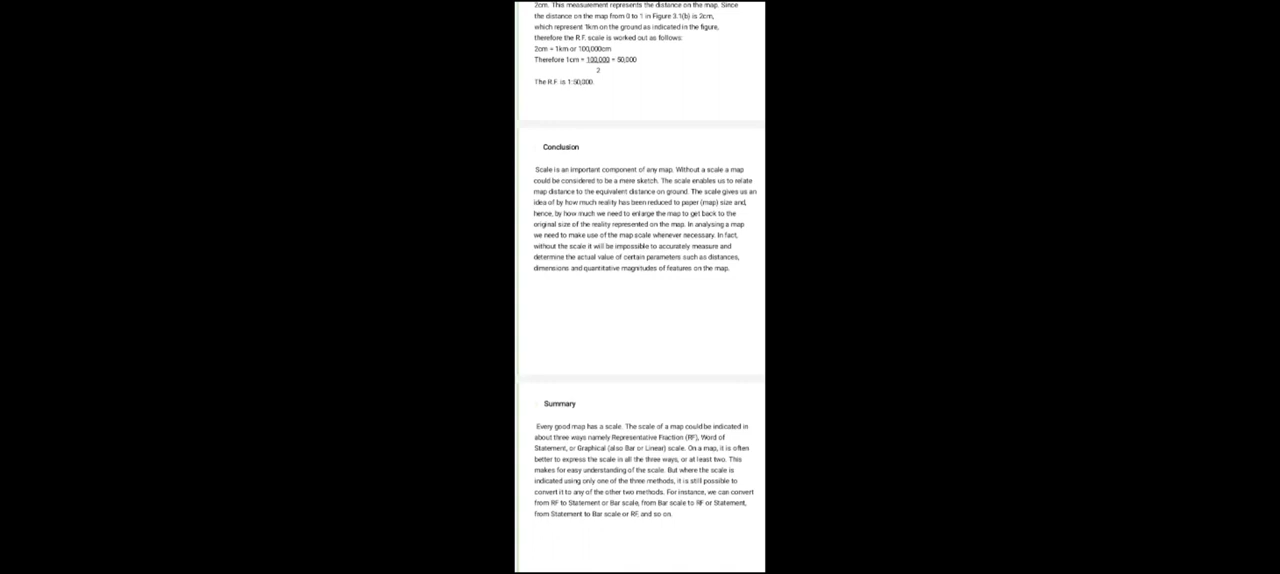 2cm. This measurement represents the distance on the map. Since
the distance on the map from 0 to 1 in Figure 3.1(b) is 2cm,
which represent 1km on the ground as indicated in the figure,
therefore the R.F. scale is worked out as follows:
2cm = 1km or 100,000cm
Therefore 1cm = 100,000 = 50,000
2
The R.F. is 1:50,000.
Conclusion
Scale is an important component of any map. Without a scale a map
could be considered to be a mere sketch. The scale enables us to relate
map distance to the equivalent distance on ground. The scale gives us an
idea of by how much reality has been reduced to paper (map) size and,
hence, by how much we need to enlarge the map to get back to the
original size of the reality represented on the map. In analysing a map
we need to make use of the map scale whenever necessary. In fact,
without the scale it will be impossible to accurately measure and
determine the actual value of certain parameters such as distances,
dimensions and quantitative magnitudes of features on the map.
Summary
Every good map has a scale. The scale of a map could be indicated in
about three ways namely Representative Fraction (RF), Word of
Statement, or Graphical (also Bar or Linear) scale. On a map, it is often
better to express the scale in all the three ways, or at least two. This
makes for easy understanding of the scale. But where the scale is
indicated using only one of the three methods, it is still possible to
convert it to any of the other two methods. For instance, we can convert
from RF to Statement or Bar scale, from Bar scale to RF or Statement,
from Statement to Bar scale or RF, and so on.